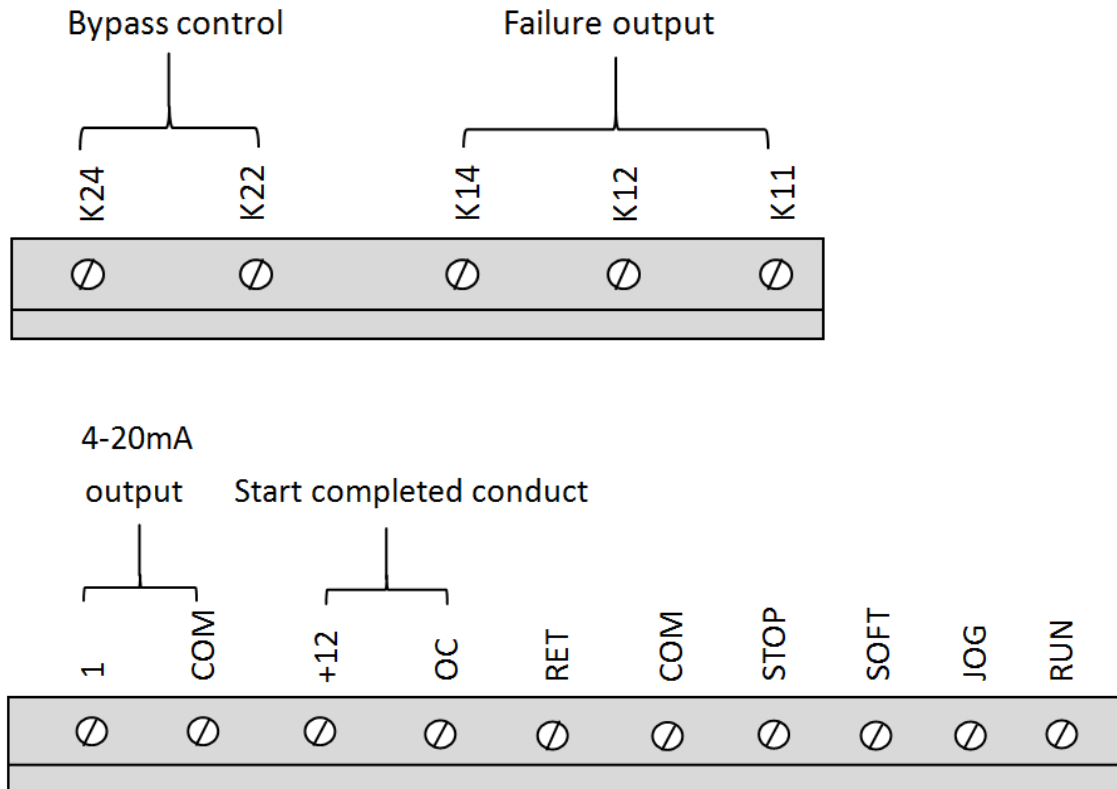 Bypass control
Failure output
K24
K22
K14
K12
K11
4-20mA
output
Start completed conduct
1
COM
+12
OC
RET
COM
STOP
SOFT
JOG
RUN